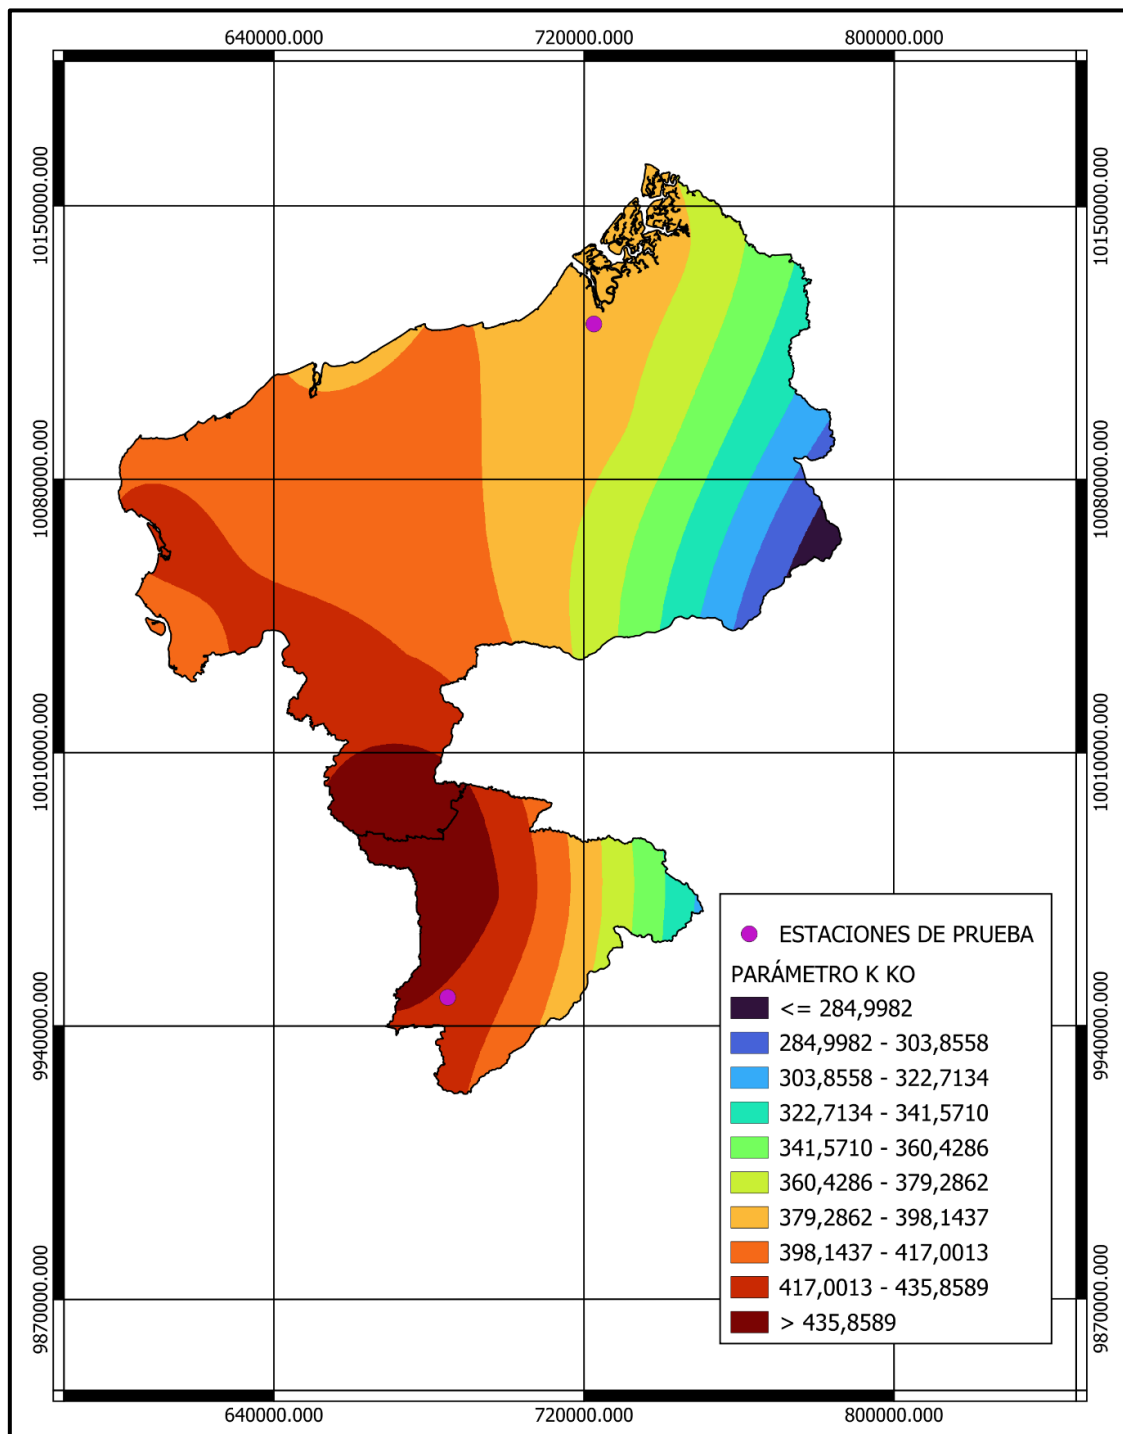 640000.000 720000.000 800000.000
10150000.000 10150000.000
10080000.000 10080000.000
10010000.000 10010000.000
9940000.000 9940000.000
9870000.000 9870000.000
ESTACIONES DE PRUEBA
PARÁMETRO K KO
<= 284,9982
284,9982 - 303,8558
303,8558 - 322,7134
322,7134 - 341,5710
341,5710 - 360,4286
360,4286 - 379,2862
379,2862 - 398,1437
398,1437 - 417,0013
417,0013 - 435,8589
> 435,8589
640000.000 720000.000 800000.000